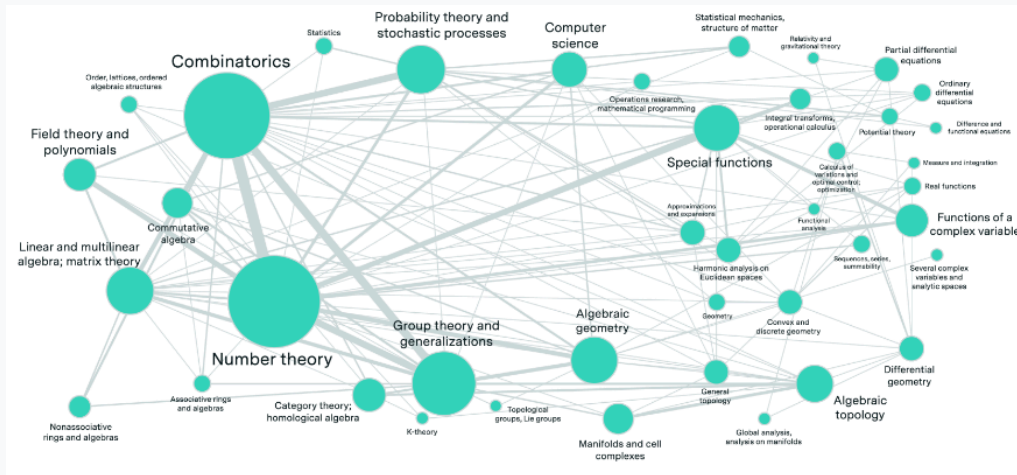 Statistics
Probability theory and
stochastic processes
Computer
science
Statistical mechanics,
structure of matter
Relativity and
gravitational theory
Partial differential
equations
Combinatorics
Order, lattices, ordered
algebraic structures
Operations research,
mathematical programming
Integral transforms,
operational calculus
Ordinary
differential
equations
Potential theory
Difference and
functional equations
Field theory and
polynomials
Special functions
Calculus of
variations and
optimal control;
optimization
Measure and integration
Real functions
Commutative
algebra
Approximations
and expansions
Functional
analysis
Functions of a
complex variable
Linear and multilinear
algebra; matrix theory
Harmonic analysis on
Euclidean spaces
Sequences, series,
summability
Several complex
variables and
analytic spaces
Number theory
Group theory and
generalizations
Algebraic
geometry
Geometry
Convex and
discrete geometry
Differential
geometry
Nonassociative
rings and algebras
Associative rings
and algebras
Category theory;
homological algebra
K-theory
Topological
groups, Lie groups
Manifolds and cell
complexes
General
topology
Global analysis,
analysis on manifolds
Algebraic
topology